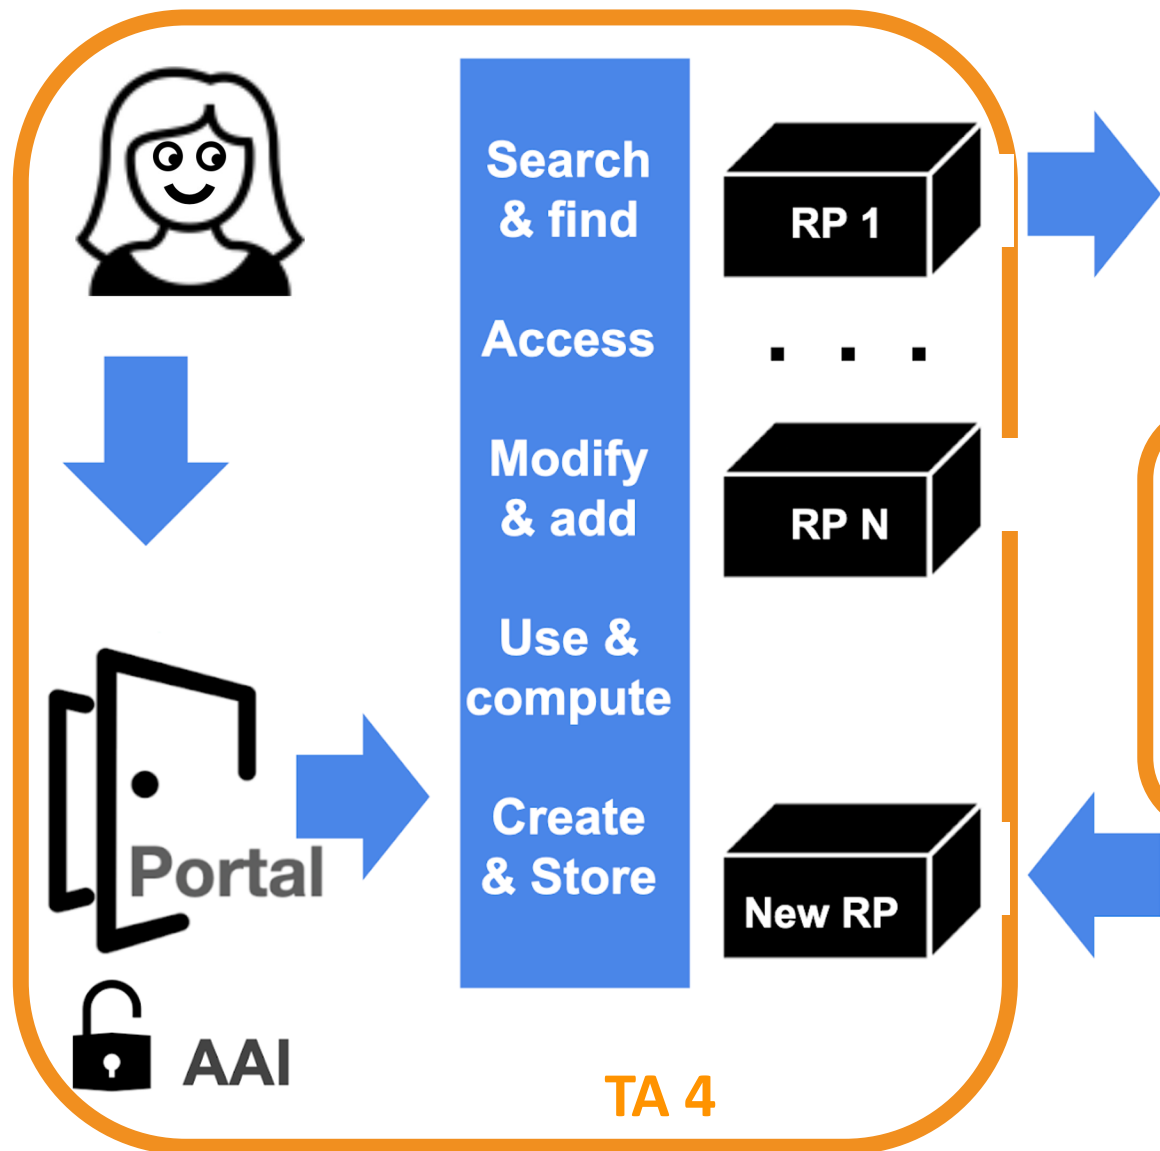 Search
& find
Access
Modify
& add
Use &
compute
Create
& Store
RP 1
. . .
RP N
New RP
Portal
AAI
TA 4